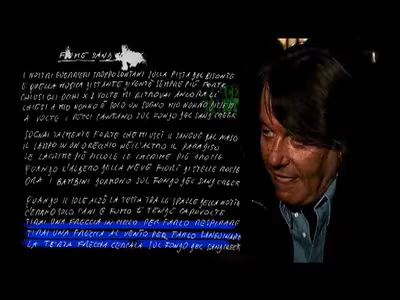 FIUME SAND
I NOSTRI GUERRIERI TROPPO LONTANI SULLA PISTA DEL BISONTE
E QUELLA MUSICA DISTANTE DIVENTÒ SEMPRE PIÙ FORTE
CHIUSI GLI OCCHI X 3 VOLTE MI RITROVAI ANCORA LÌ
CHIESI A MIO NONNO È SOLO UN SOGNO MIO NONNO DISSE
A VOLTE I PESCI CANTANO SUL FONDO DEL SAND CREEK
SOGNAI TALMENTE FORTE CHE MI USCÌ IL SANGUE DAL NASO
IL LAMPO IN UN ORECCHIO NELL'ALTRO IL PARADISO
LE LACRIME PIÙ PICCOLE LE LACRIME PIÙ GROSSE
QUANDO L'ALBERO DELLA NEVE FIORÌ DI STELLE ROSSE
ORA I BAMBINI DORMONO SUL FONDO DEL SAND CREEK
QUANDO IL SOLE ALZÒ LA TESTA TRA LE SPALLE DELLA NOTTE
C'ERANO SOLO CANI E FUMO E TENDE CAPOVOLTE
TIRAI UNA FRECCIA IN CIELO PER FARLO RESPIRARE
TIRAI UNA FRECCIA AL VENTO PER FARLO SANGUINARE
LA TERZA FRECCIA CERCALA SUL FONDO DEL SAND CREEK